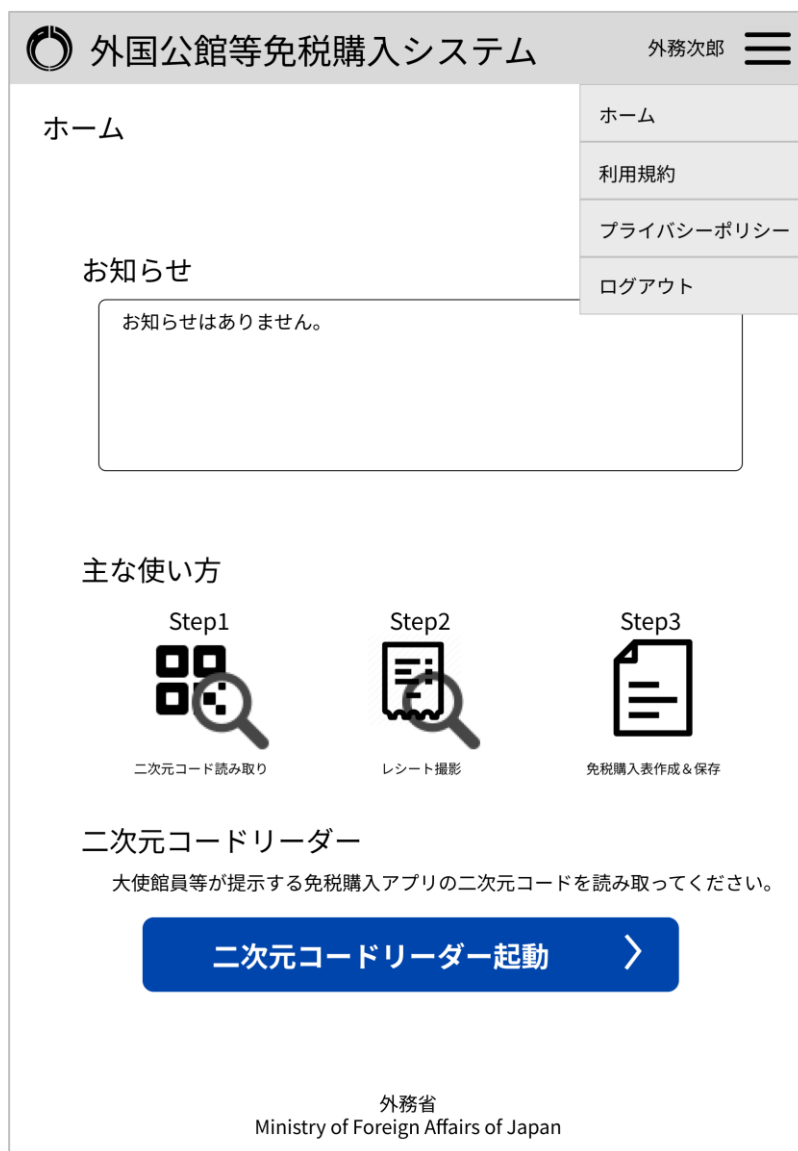 外国公館等免税購入システム
外務次郎
ホーム
ホーム
利用規約
プライバシーポリシー
ログアウト
お知らせ
お知らせはありません。
主な使い方
Step1
Step2
Step3
二次元コード読み取り
レシート撮影
免税購入表作成&保存
二次元コードリーダー
大使館員等が提示する免税購入アプリの二次元コードを読み取ってください。
二次元コードリーダー起動
外務省
Ministry of Foreign Affairs of Japan